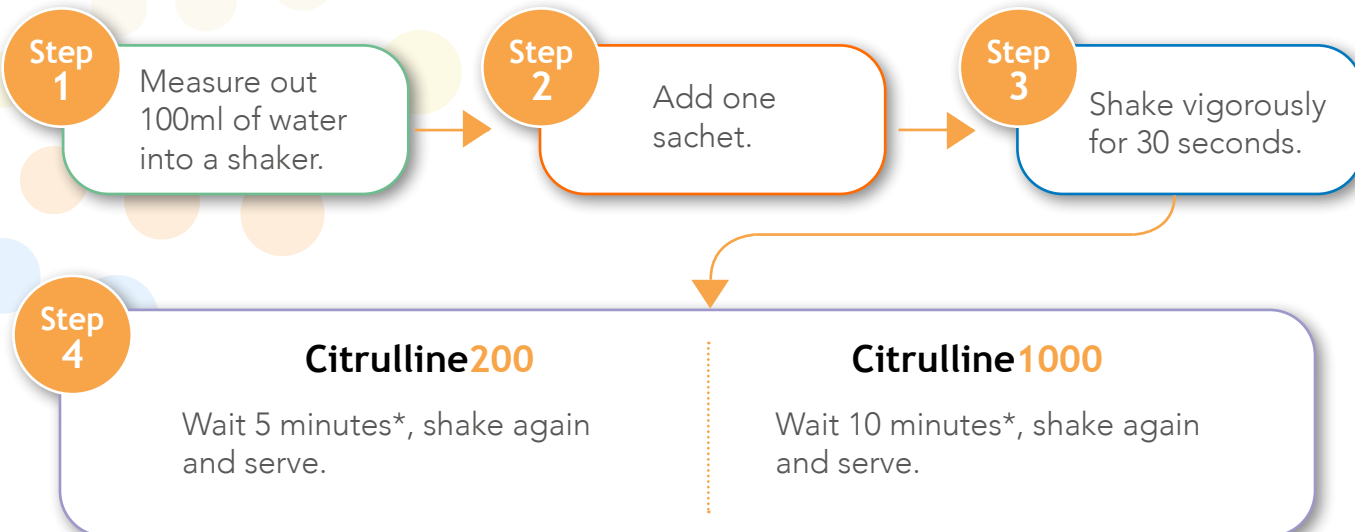 Step
1
Measure out
100ml of water
into a shaker.
Step
2
Add one
sachet.
Step
3
Shake vigorously
for 30 seconds.
Step
4
Citrulline200
Wait 5 minutes*, shake again
and serve.
Citrulline1000
Wait 10 minutes*, shake again
and serve.